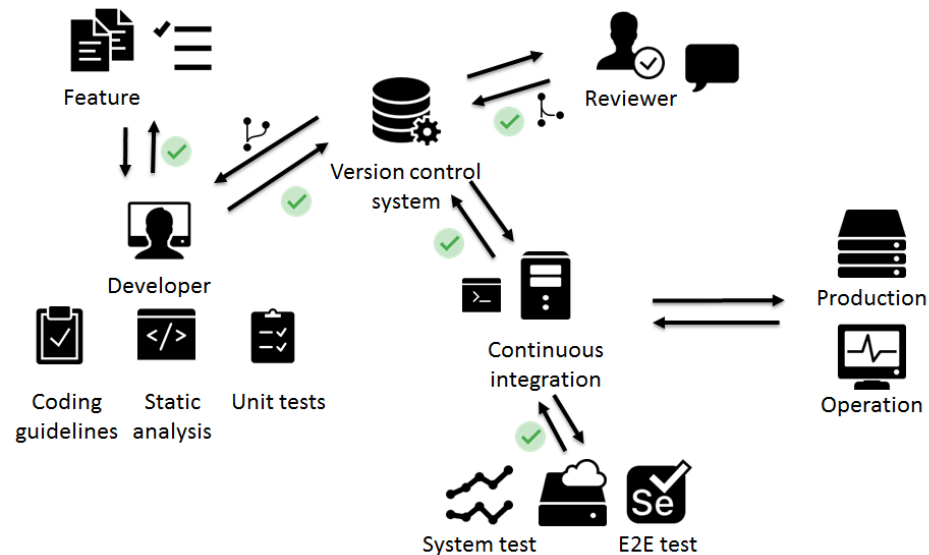 Feature
Reviewer
Version control
system
Developer
>_
Production
</>
Continuous
integration
Operation
Coding
guidelines
Static
analysis
Unit tests
Se
System test
E2E test